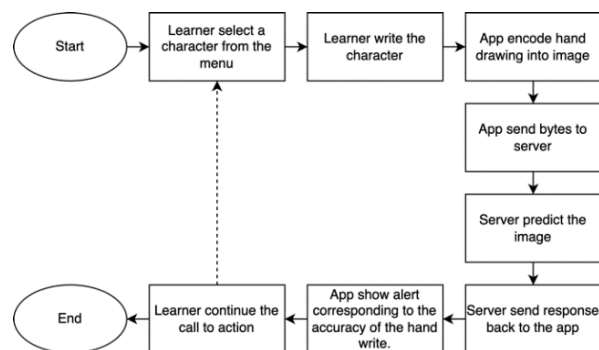 Start
Learner select a
character from the
menu
Learner write the
character
App encode hand
drawing into image
App send bytes to
server
Server predict the
image
Server send response
back to the app
App show alert
corresponding to the
accuracy of the hand
write.
Learner continue the
call to action
End